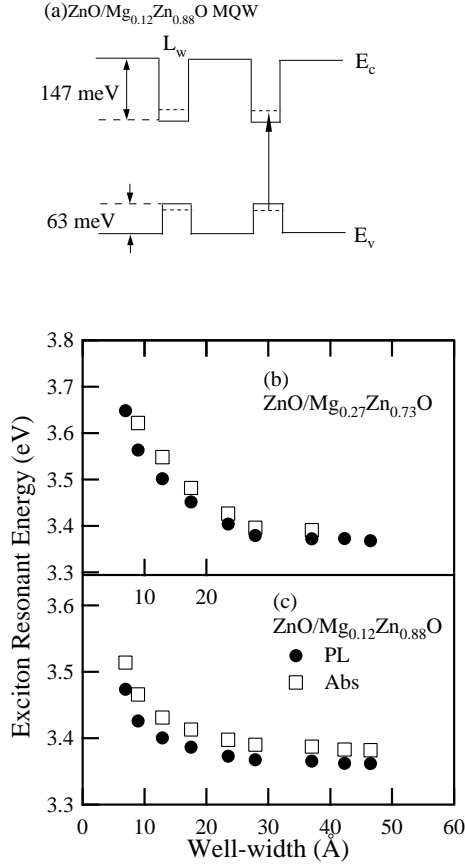 (a)ZnO/Mg0.12Zn0.88O MQW
Lw
147 meV
Ec
63 meV
Ev
Exciton Resonant Energy (eV)
3.8
3.7
3.6
3.5
3.4
3.3
(b)
ZnO/Mg0.27Zn0.73O
10 20
3.6
3.5
3.4
3.3
(c)
ZnO/Mg0.12Zn0.88O
PL
Abs
0 10 20 30 40 50 60
Well-width (Å)